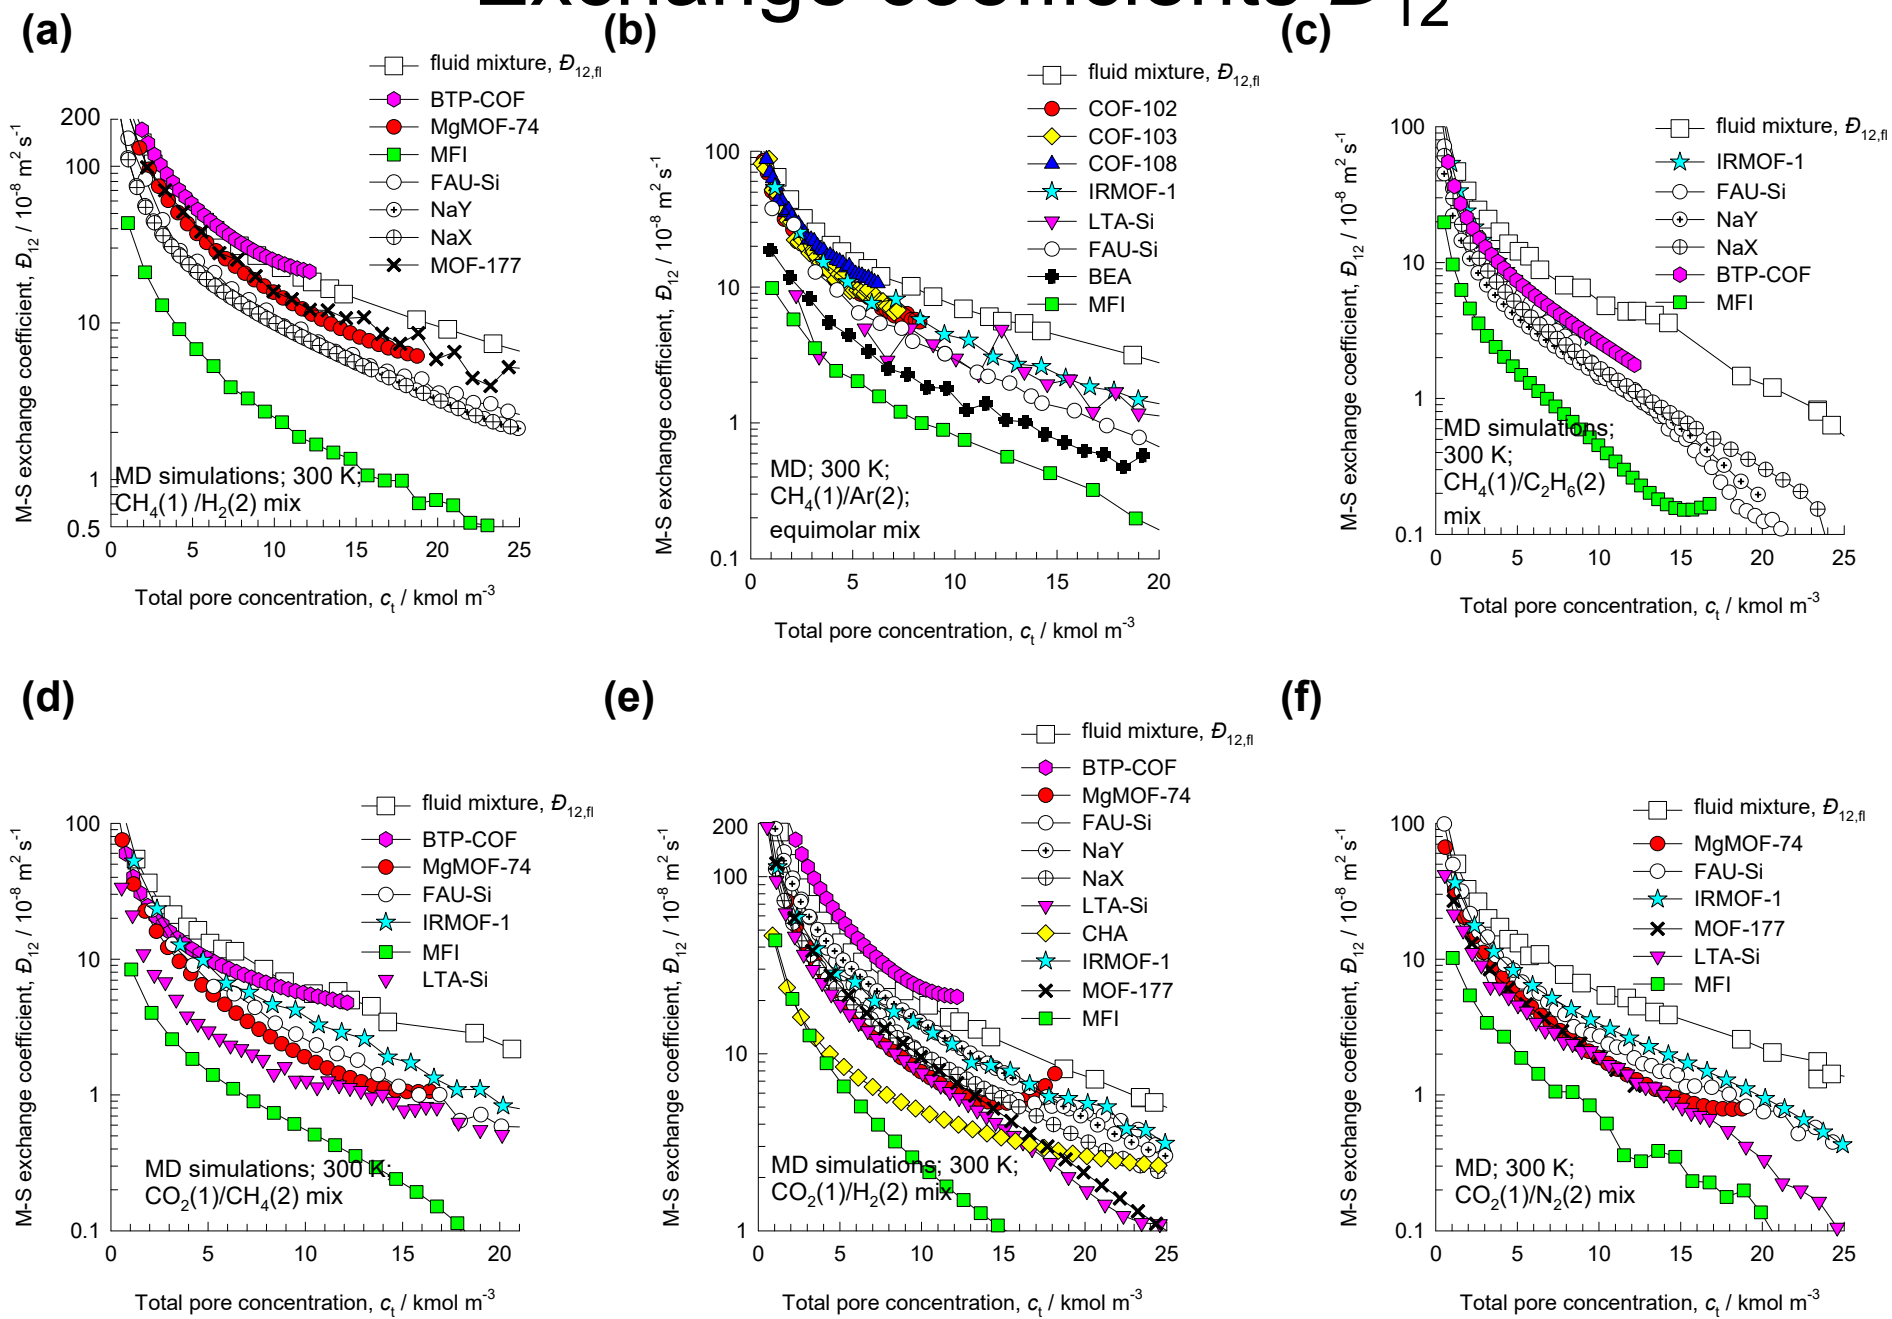 Exchange coefficients Đ12
(a)
fluid mixture, Đ12,fl
BTP-COF
MgMOF-74
MFI
FAU-Si
NaY
NaX
MOF-177
200
100
10
1
0.5
M-S exchange coefficient, Đ12 / 10-8 m2 s-1
MD simulations; 300 K;
CH4(1) /H2(2) mix
0 5 10 15 20 25
Total pore concentration, ct / kmol m-3
(b)
fluid mixture, Đ12,fl
COF-102
COF-103
COF-108
IRMOF-1
LTA-Si
FAU-Si
BEA
MFI
100
10
1
0.1
M-S exchange coefficient, Đ12 / 10-8 m2 s-1
MD; 300 K;
CH4(1)/Ar(2);
equimolar mix
0 5 10 15 20
Total pore concentration, ct / kmol m-3
(c)
fluid mixture, Đ12,fl
IRMOF-1
FAU-Si
NaY
NaX
BTP-COF
MFI
100
10
1
0.1
M-S exchange coefficient, Đ12 / 10-8 m2 s-1
MD simulations;
300 K;
CH4(1)/C2H6(2)
mix
0 5 10 15 20 25
Total pore concentration, ct / kmol m-3
(d)
fluid mixture, Đ12,fl
BTP-COF
MgMOF-74
FAU-Si
IRMOF-1
MFI
LTA-Si
100
10
1
0.1
M-S exchange coefficient, Đ12 / 10-8 m2 s-1
MD simulations; 300 K;
CO2(1)/CH4(2) mix
0 5 10 15 20
Total pore concentration, ct / kmol m-3
(e)
fluid mixture, Đ12,fl
BTP-COF
MgMOF-74
FAU-Si
NaY
NaX
LTA-Si
CHA
IRMOF-1
MOF-177
MFI
200
100
10
1
M-S exchange coefficient, Đ12 / 10-8 m2 s-1
MD simulations; 300 K;
CO2(1)/H2(2) mix
0 5 10 15 20 25
Total pore concentration, ct / kmol m-3
(f)
fluid mixture, Đ12,fl
MgMOF-74
FAU-Si
IRMOF-1
MOF-177
LTA-Si
MFI
100
10
1
0.1
M-S exchange coefficient, Đ12 / 10-8 m2 s-1
MD; 300 K;
CO2(1)/N2(2) mix
0 5 10 15 20 25
Total pore concentration, ct / kmol m-3